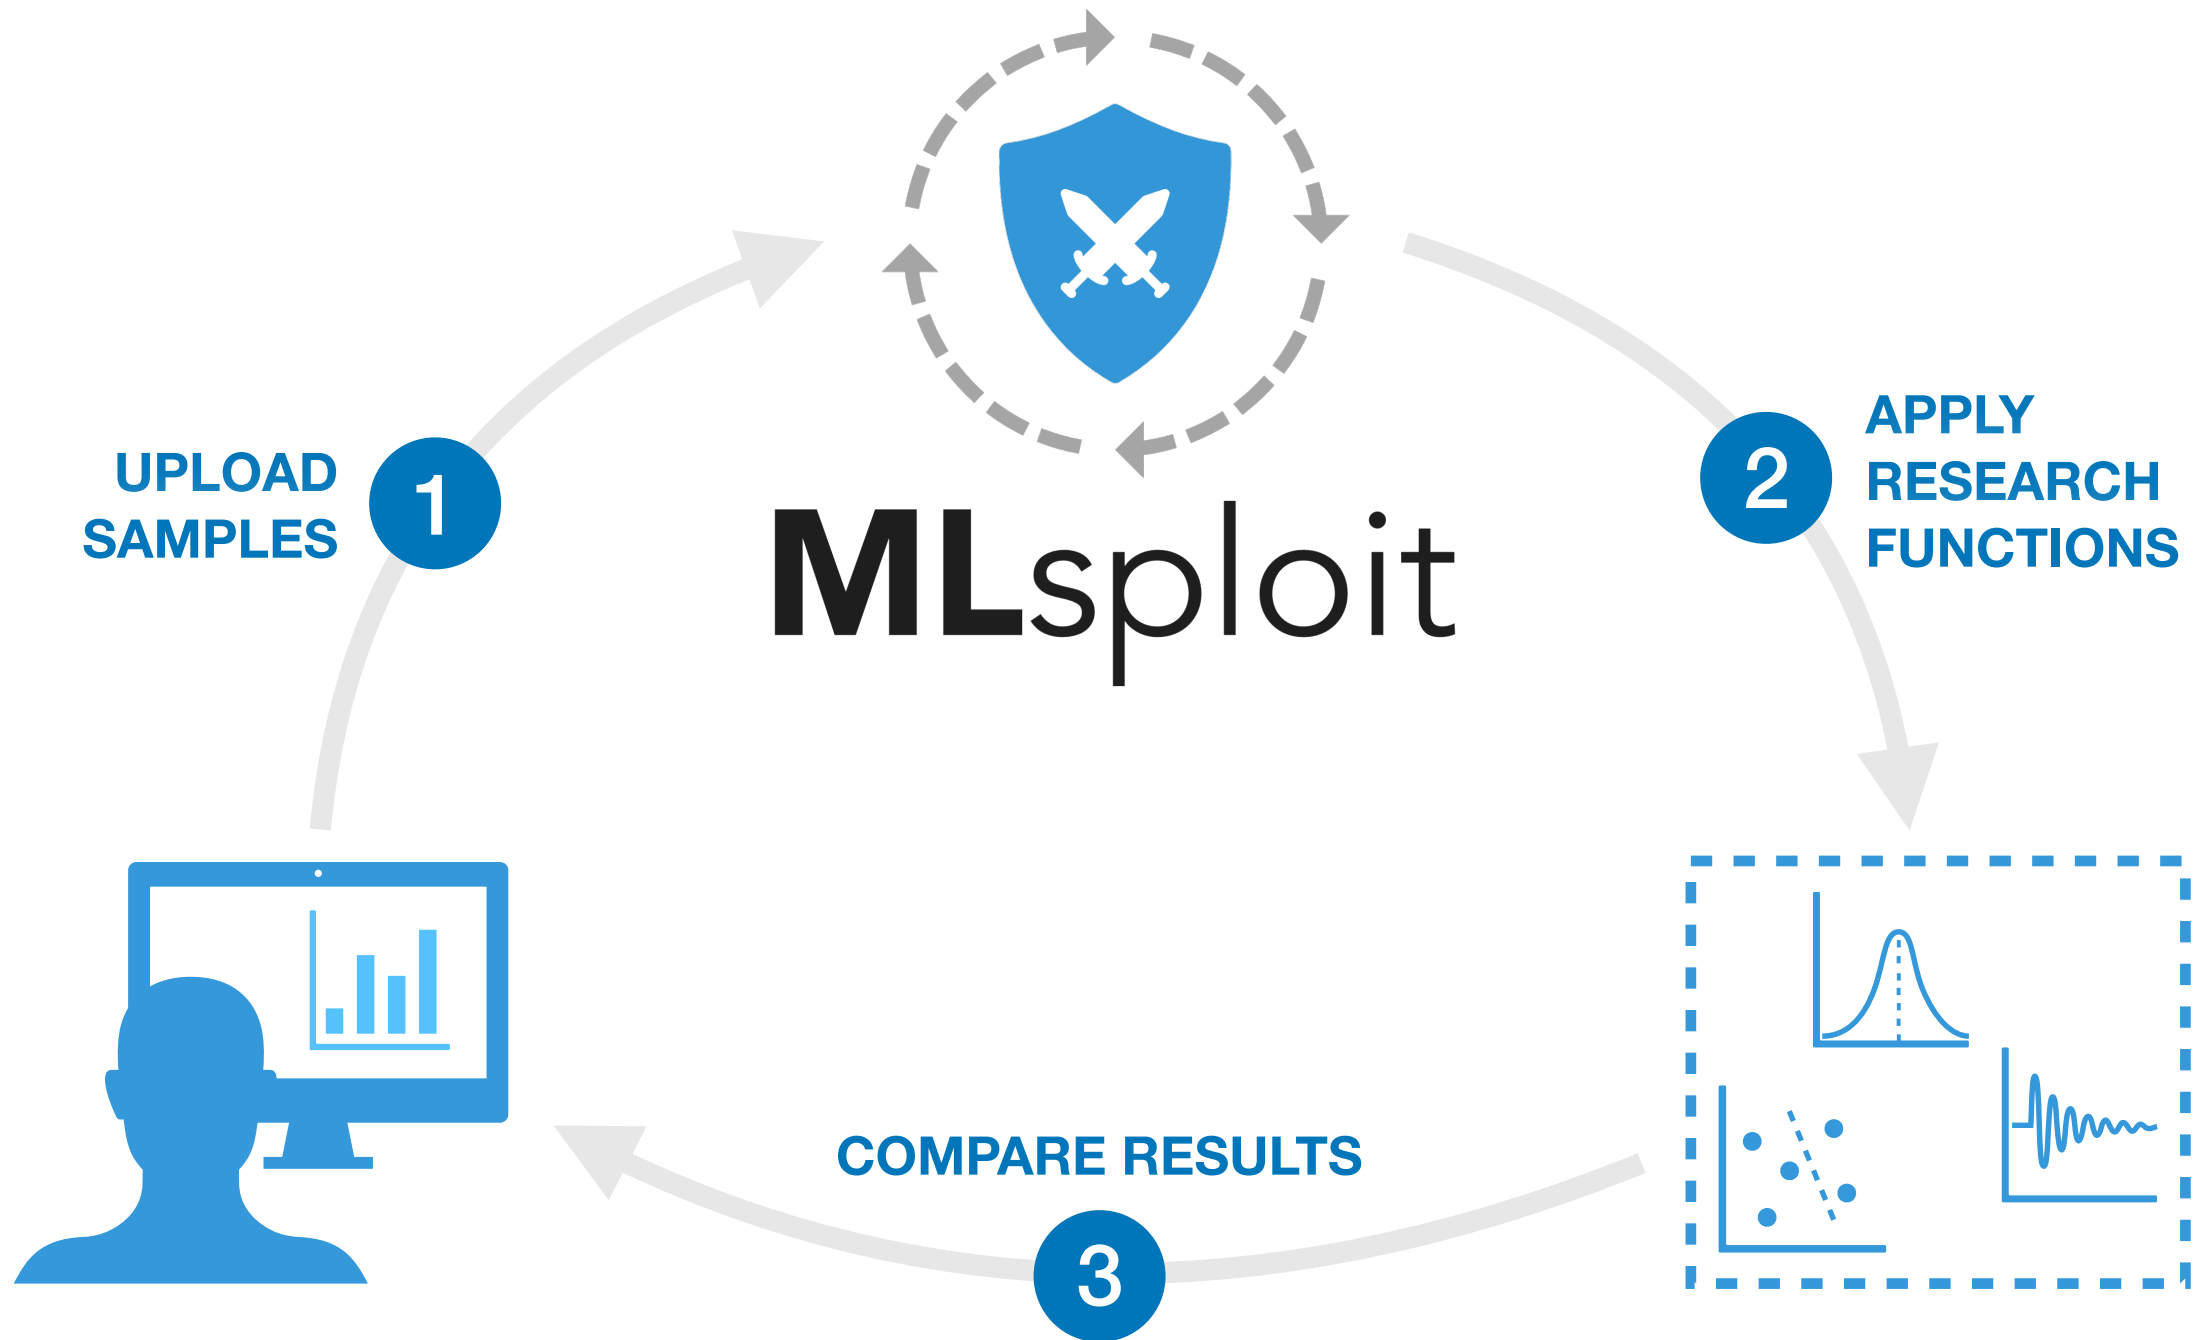 UPLOAD
SAMPLES
1
MLsploit
2
APPLY
RESEARCH
FUNCTIONS
COMPARE RESULTS
3